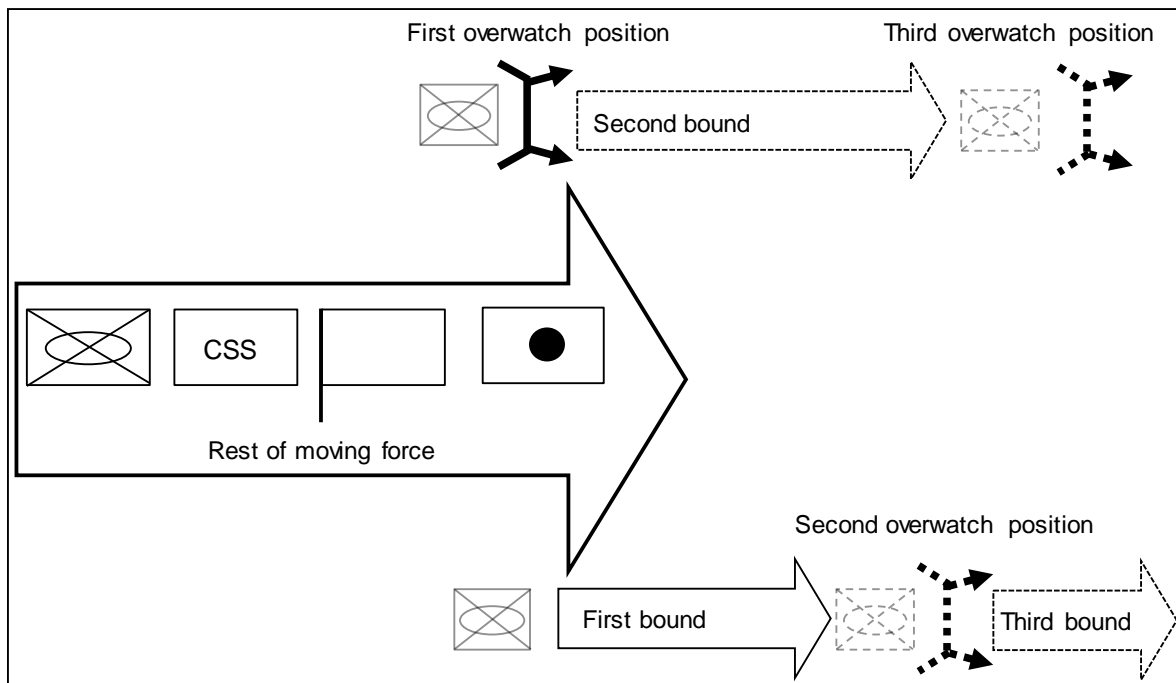 First overwatch position
Third overwatch position
Second bound
CSS
Rest of moving force
Second overwatch position
First bound
Third bound